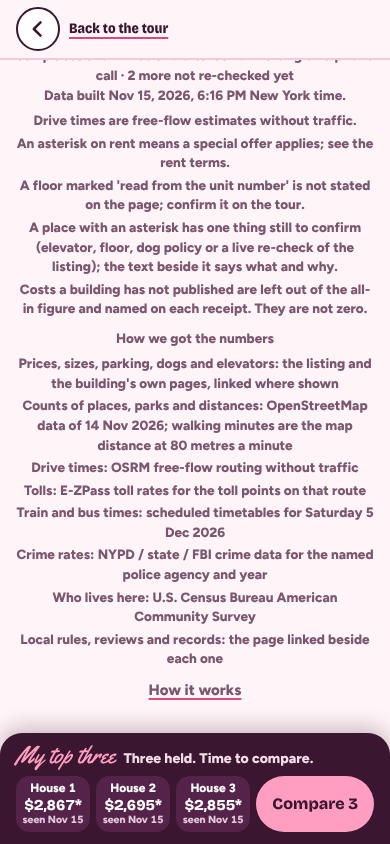 Back to the tour
call · 2 more not re-checked yet
Data built Nov 15, 2026, 6:16 PM New York time.
Drive times are free-flow estimates without traffic.
An asterisk on rent means a special offer applies; see the
rent terms.
A floor marked 'read from the unit number' is not stated
on the page; confirm it on the tour.
A place with an asterisk has one thing still to confirm
(elevator, floor, dog policy or a live re-check of the
listing); the text beside it says what and why.
Costs a building has not published are left out of the all-
in figure and named on each receipt. They are not zero.
How we got the numbers
Prices, sizes, parking, dogs and elevators: the listing and
the building's own pages, linked where shown
Counts of places, parks and distances: OpenStreetMap
data of 14 Nov 2026; walking minutes are the map
distance at 80 metres a minute
Drive times: OSRM free-flow routing without traffic
Tolls: E-ZPass toll rates for the toll points on that route
Train and bus times: scheduled timetables for Saturday 5
Dec 2026
Crime rates: NYPD / state / FBI crime data for the named
police agency and year
Who lives here: U.S. Census Bureau American
Community Survey
Local rules, reviews and records: the page linked beside
each one
How it works
My top three Three held. Time to compare.
House 1 House 2 House 3
$2,867* $2,695* $2,855* Compare 3
seen Nov 15 seen Nov 15 seen Nov 15